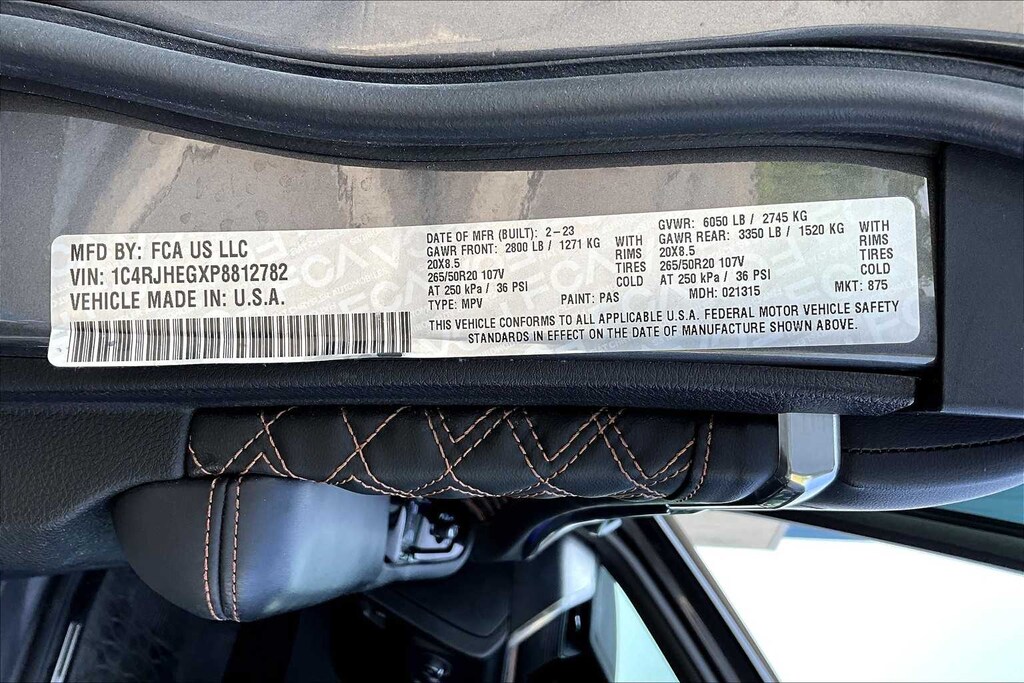 MFD BY: FCA US LLC
VIN: 1C4RJHEGXP8812782
VEHICLE MADE IN: U.S.A.
DATE OF MFR (BUILT): 2-23
GAWR FRONT: 2800 LB / 1271 KG WITH
20X8.5 RIMS
265/50R20 107V TIRES
AT 250 kPa / 36 PSI COLD
TYPE: MPV PAINT: PAS
GVWR: 6050 LB / 2745 KG
GAWR REAR: 3350 LB / 1520 KG WITH
20X8.5 RIMS
265/50R20 107V TIRES
AT 250 kPa / 36 PSI COLD
MDH: 021315 MKT: 875
THIS VEHICLE CONFORMS TO ALL APPLICABLE U.S.A. FEDERAL MOTOR VEHICLE SAFETY
STANDARDS IN EFFECT ON THE DATE OF MANUFACTURE SHOWN ABOVE.